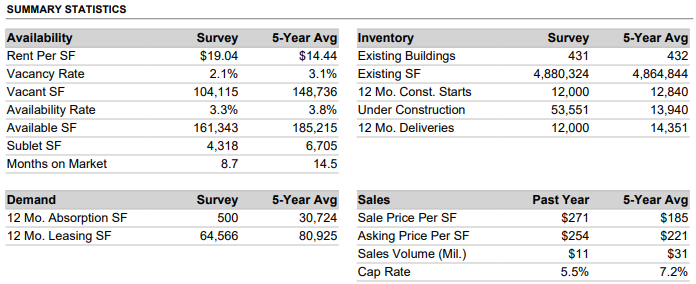 SUMMARY STATISTICS
Availability Survey 5-Year Avg
Rent Per SF $19.04 $14.44
Vacancy Rate 2.1% 3.1%
Vacant SF 104,115 148,736
Availability Rate 3.3% 3.8%
Available SF 161,343 185,215
Sublet SF 4,318 6,705
Months on Market 8.7 14.5
Inventory Survey 5-Year Avg
Existing Buildings 431 432
Existing SF 4,880,324 4,864,844
12 Mo. Const. Starts 12,000 12,840
Under Construction 53,551 13,940
12 Mo. Deliveries 12,000 14,351
Demand Survey 5-Year Avg
12 Mo. Absorption SF 500 30,724
12 Mo. Leasing SF 64,566 80,925
Sales Past Year 5-Year Avg
Sale Price Per SF $271 $185
Asking Price Per SF $254 $221
Sales Volume (Mil.) $11 $31
Cap Rate 5.5% 7.2%